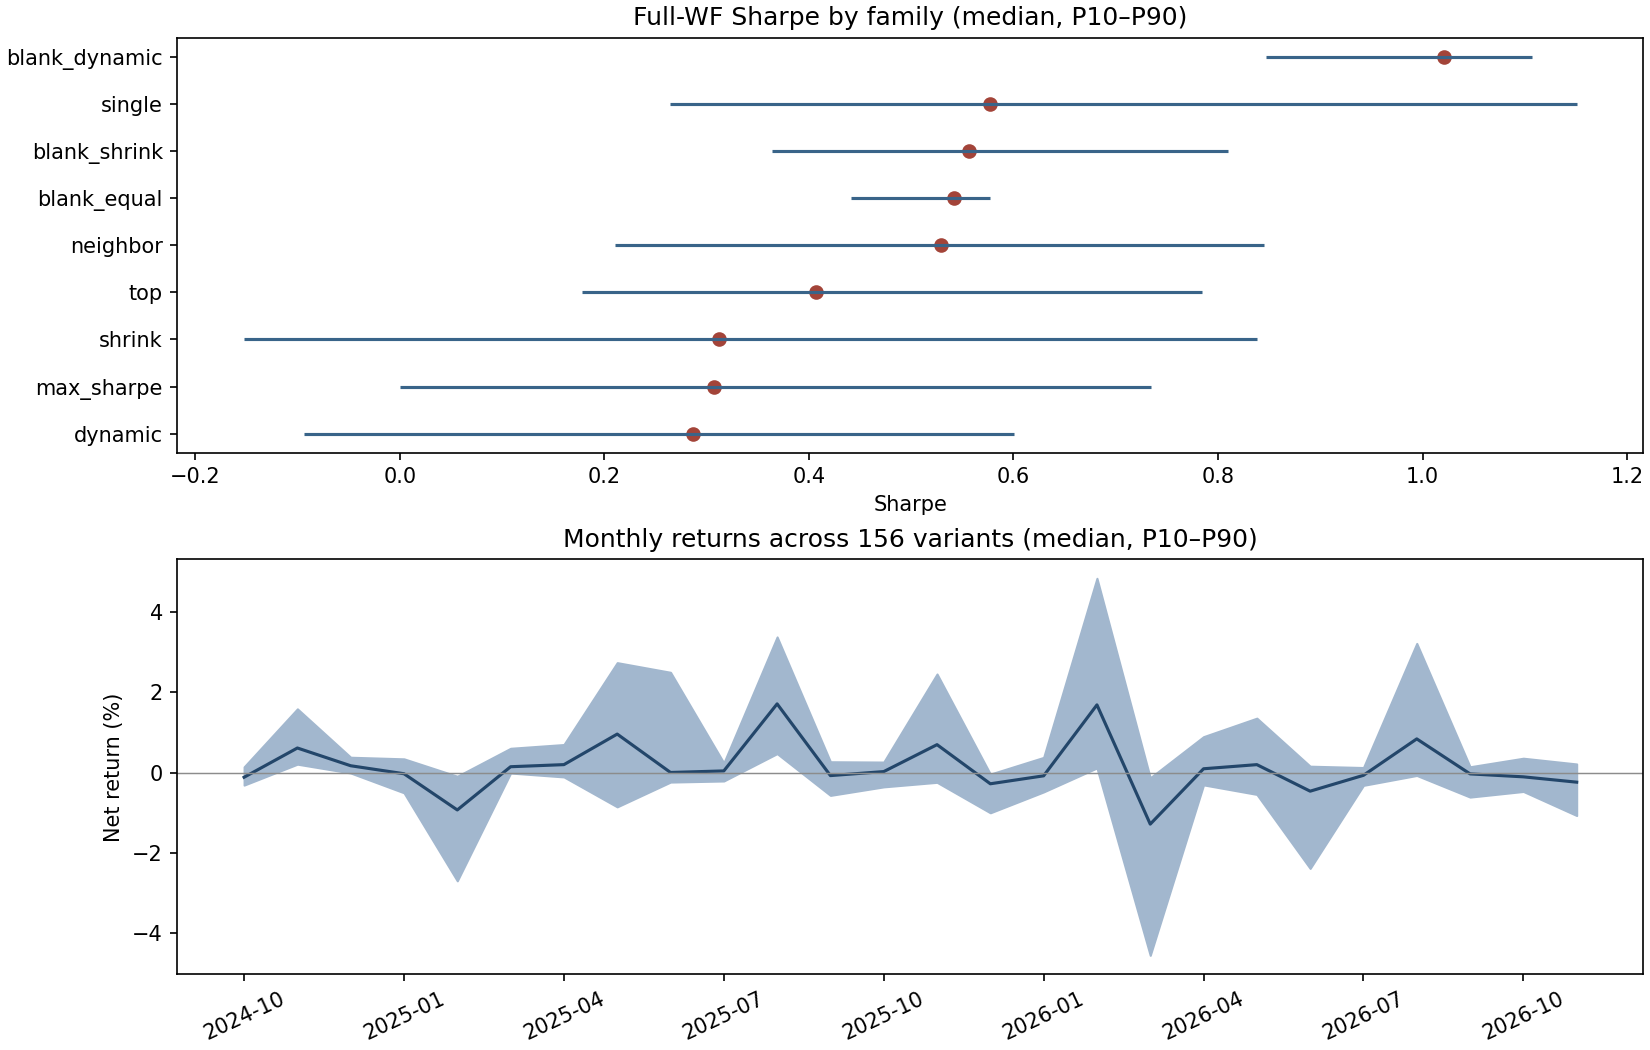 Full-WF Sharpe by family (median, P10–P90)
blank_dynamic
single
blank_shrink
blank_equal
neighbor
top
shrink
max_sharpe
dynamic
−0.2 0.0 0.2 0.4 0.6 0.8 1.0 1.2
Sharpe
Monthly returns across 156 variants (median, P10–P90)
Net return (%)
4
2
0
−2
−4
2024-10 2025-01 2025-04 2025-07 2025-10 2026-01 2026-04 2026-07 2026-10